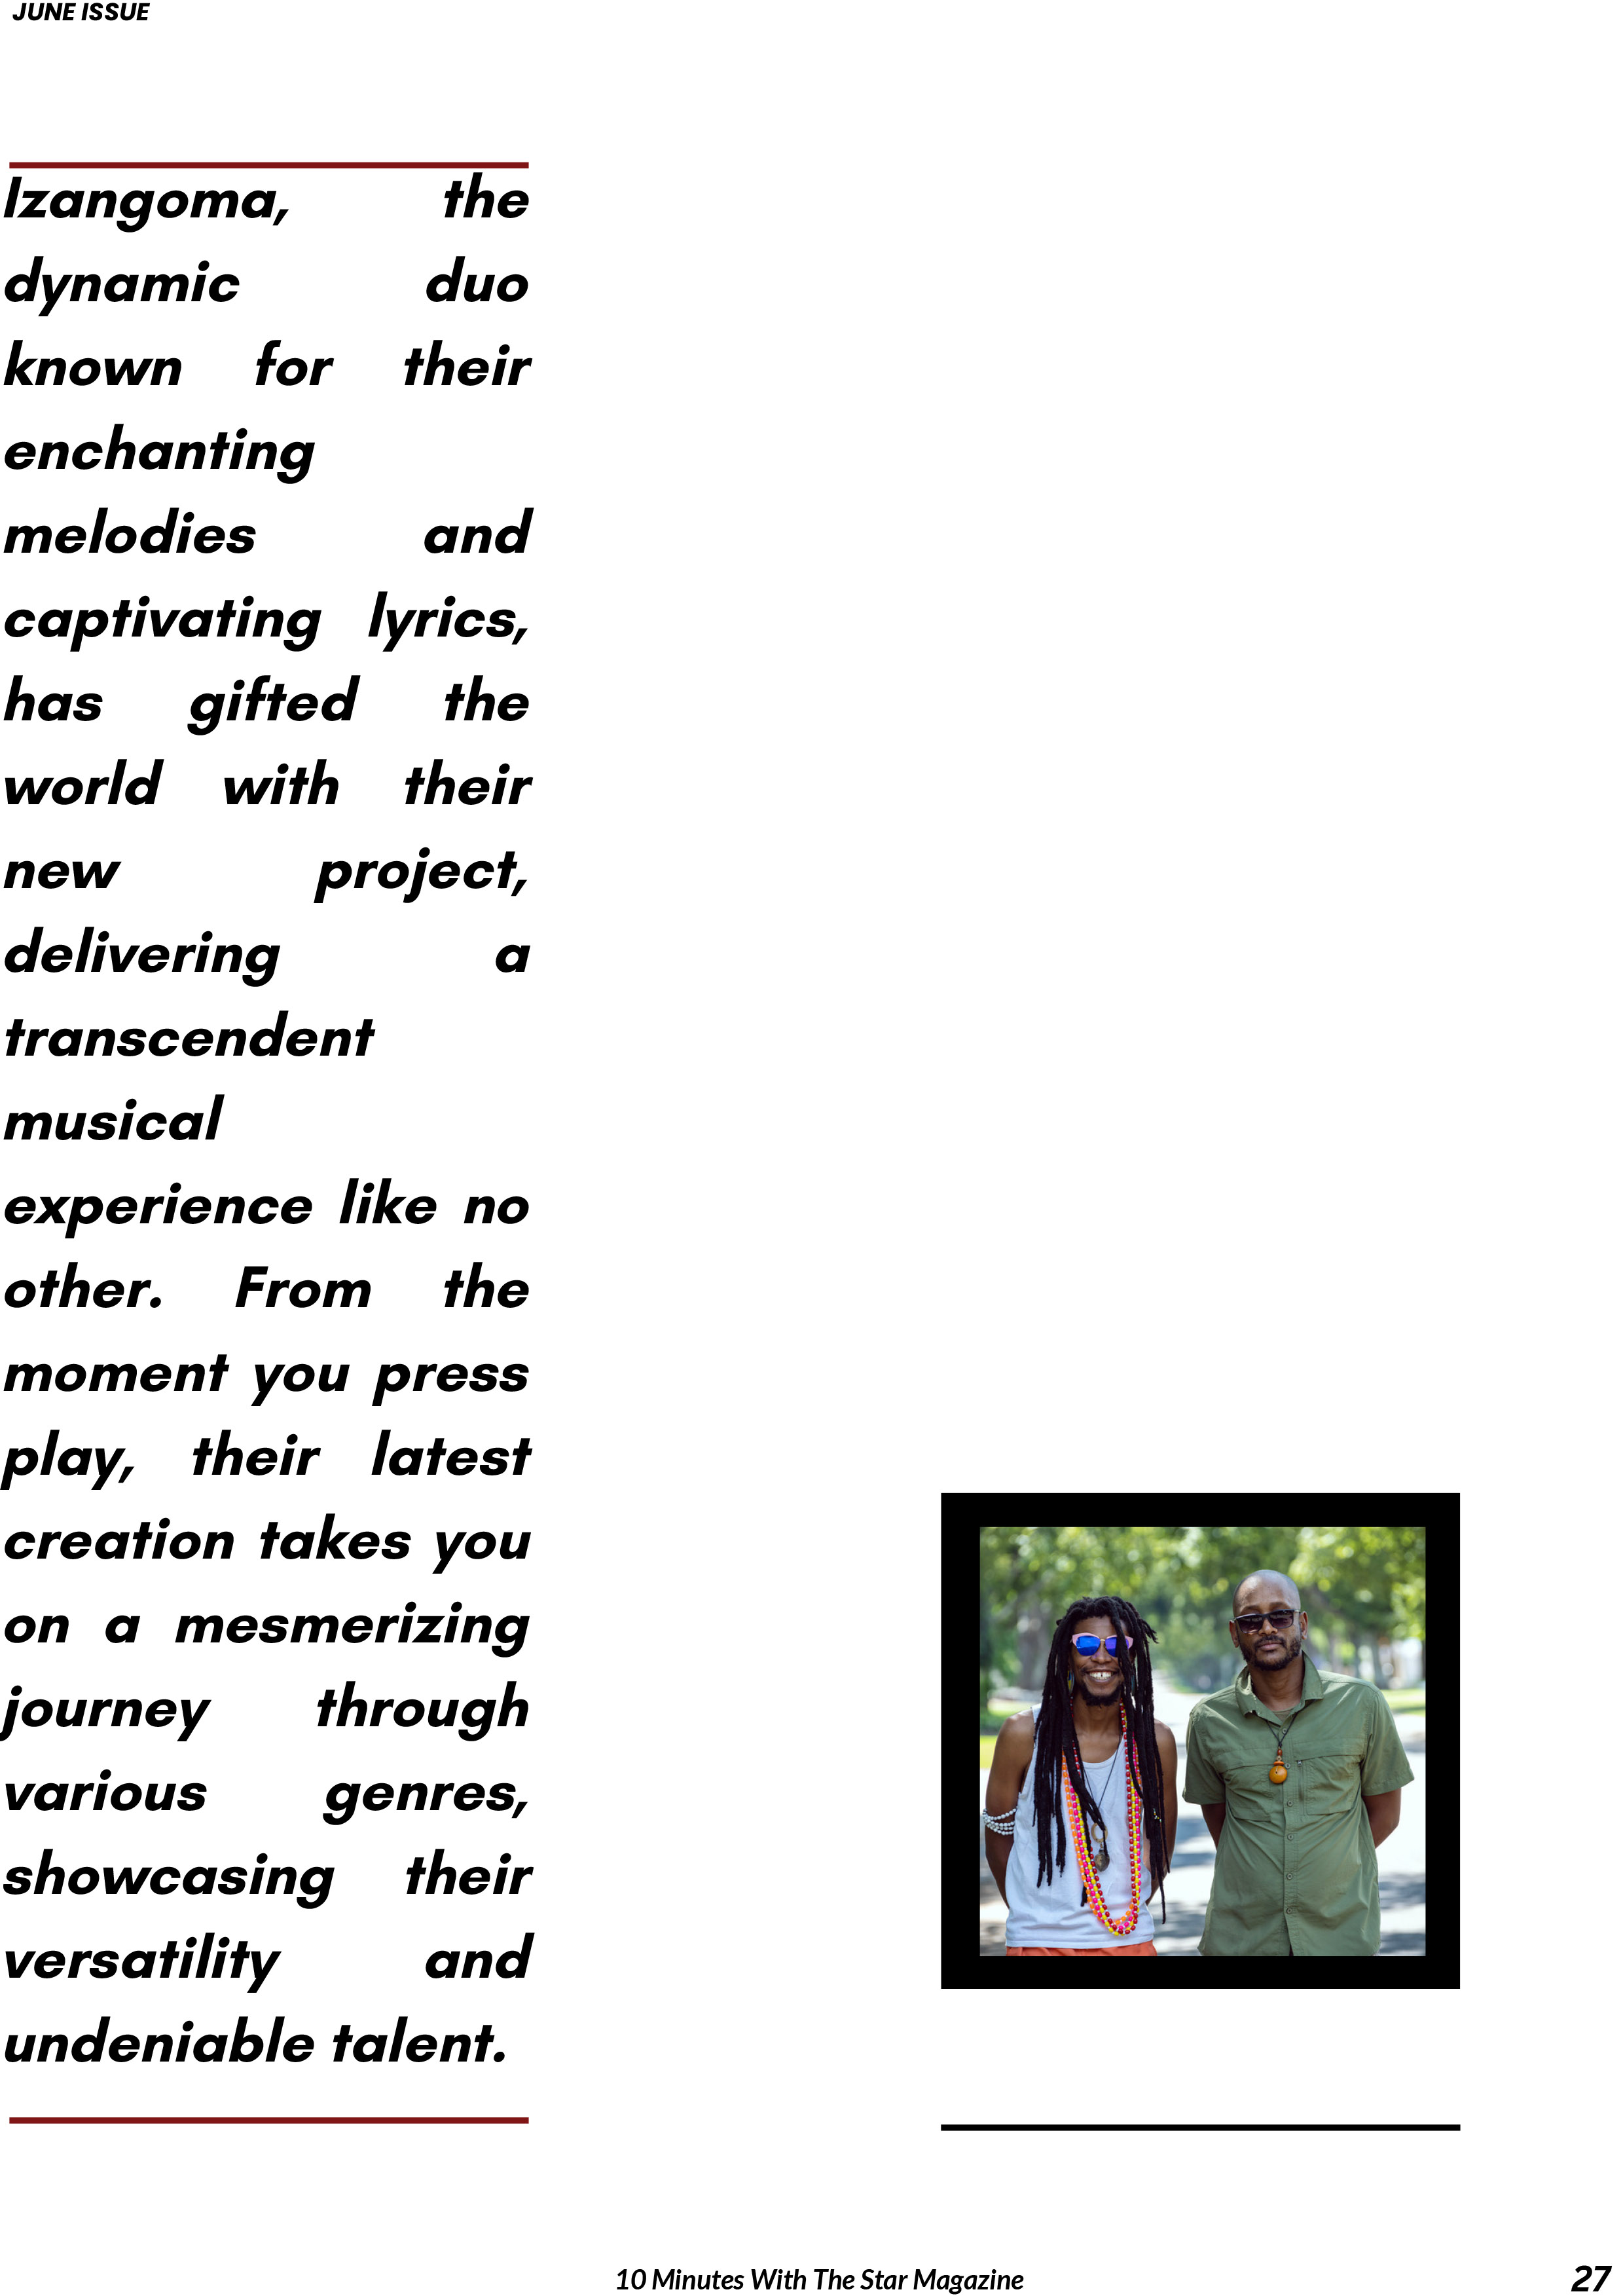 JUNE ISSUE
Izangoma, the
dynamic duo
known for their
enchanting
melodies and
captivating lyrics,
has gifted the
world with their
new project,
delivering a
transcendent
musical
experience like no
other. From the
moment you press
play, their latest
creation takes you
on a mesmerizing
journey through
various genres,
showcasing their
versatility and
undeniable talent.
10 Minutes With The Star Magazine
27